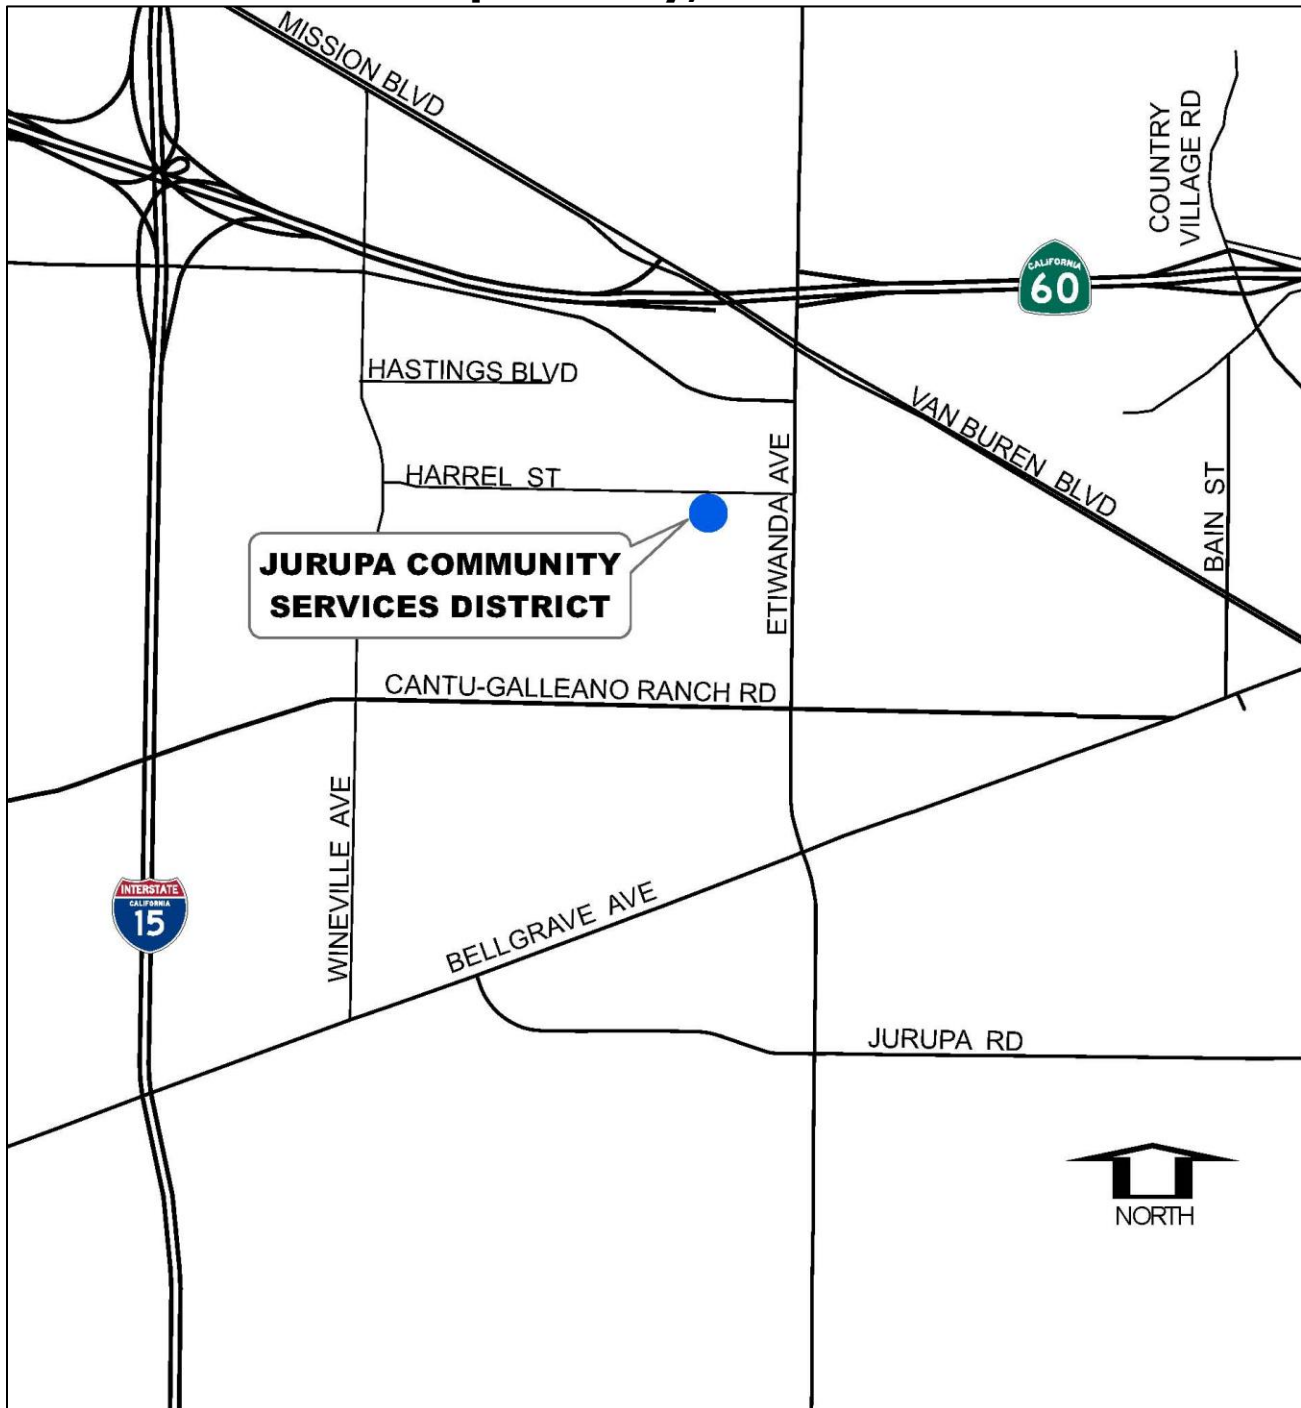 MISSION BLVD
COUNTRY
VILLAGE RD
CALIFORNIA
60
HASTINGS BLVD
VAN BUREN BLVD
HARREL ST
ETIWANDA AVE
BAIN ST
JURUPA COMMUNITY
SERVICES DISTRICT
CANTU-GALLEANO RANCH RD
WINEVILLE AVE
INTERSTATE
CALIFORNIA
15
BELLGRAVE AVE
JURUPA RD
NORTH